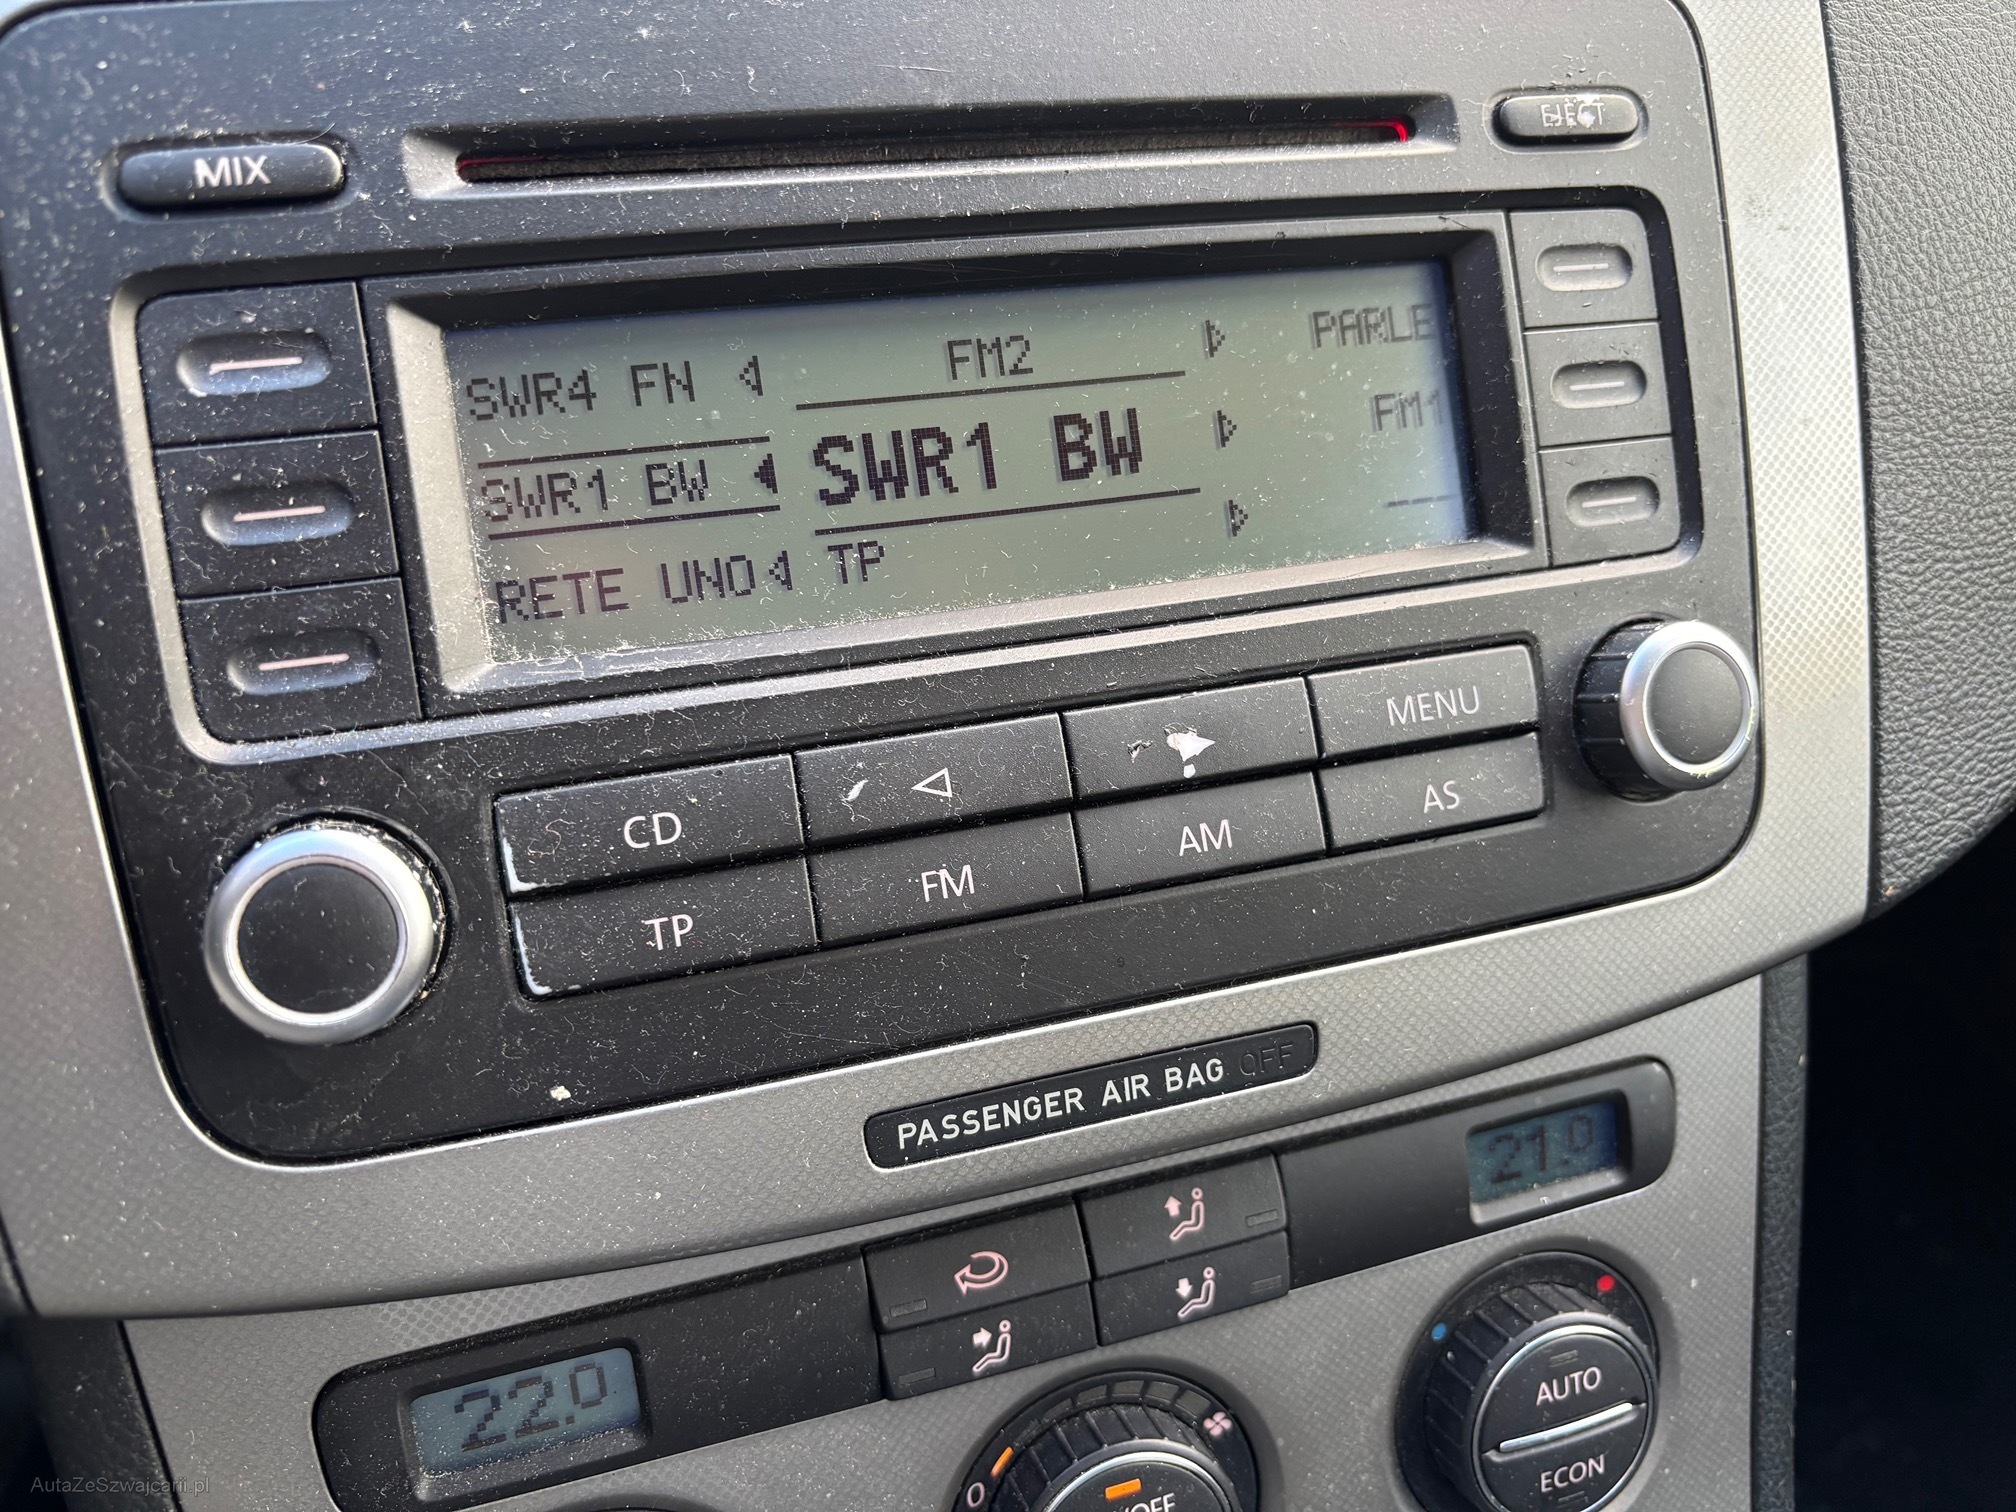 MIX
EJECT
SWR4 FN
FM2
PARLE
SWR1 BW
SWR1 BW
FM1
RETE UNO
TP
---
CD
MENU
TP
FM
AM
AS
PASSENGER AIR BAG OFF
21.0
22.0
AUTO
ECON
0
AutaZeSzwajcarii.pl